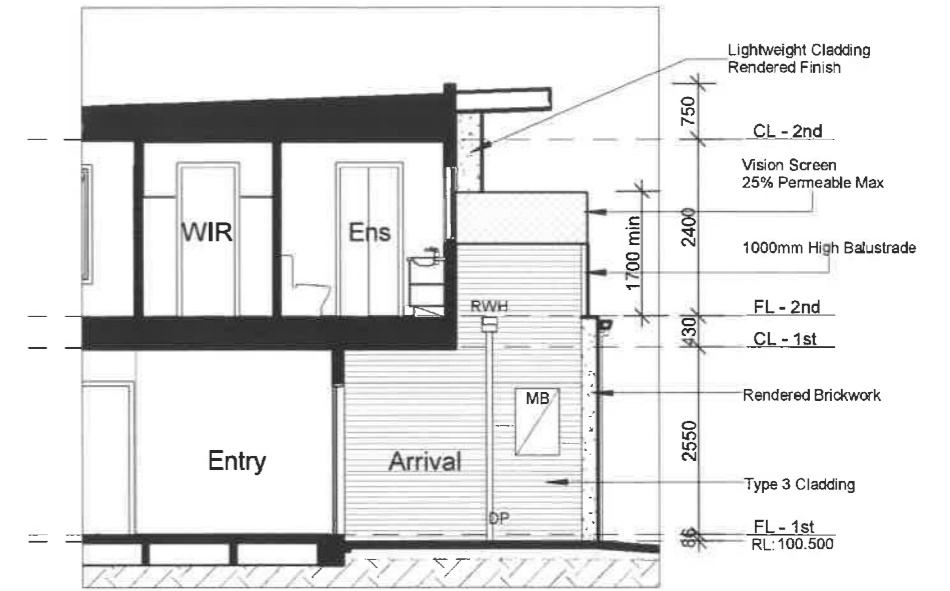 Lightweight Cladding
Rendered Finish
750
CL - 2nd
Vision Screen
25% Permeable Max
WIR
Ens
1700 min
2400
1000mm High Balustrade
RWH
FL - 2nd
430
CL - 1st
MB
Rendered Brickwork
2550
Entry
Arrival
Type 3 Cladding
DP
FL - 1st
86
RL: 100.500